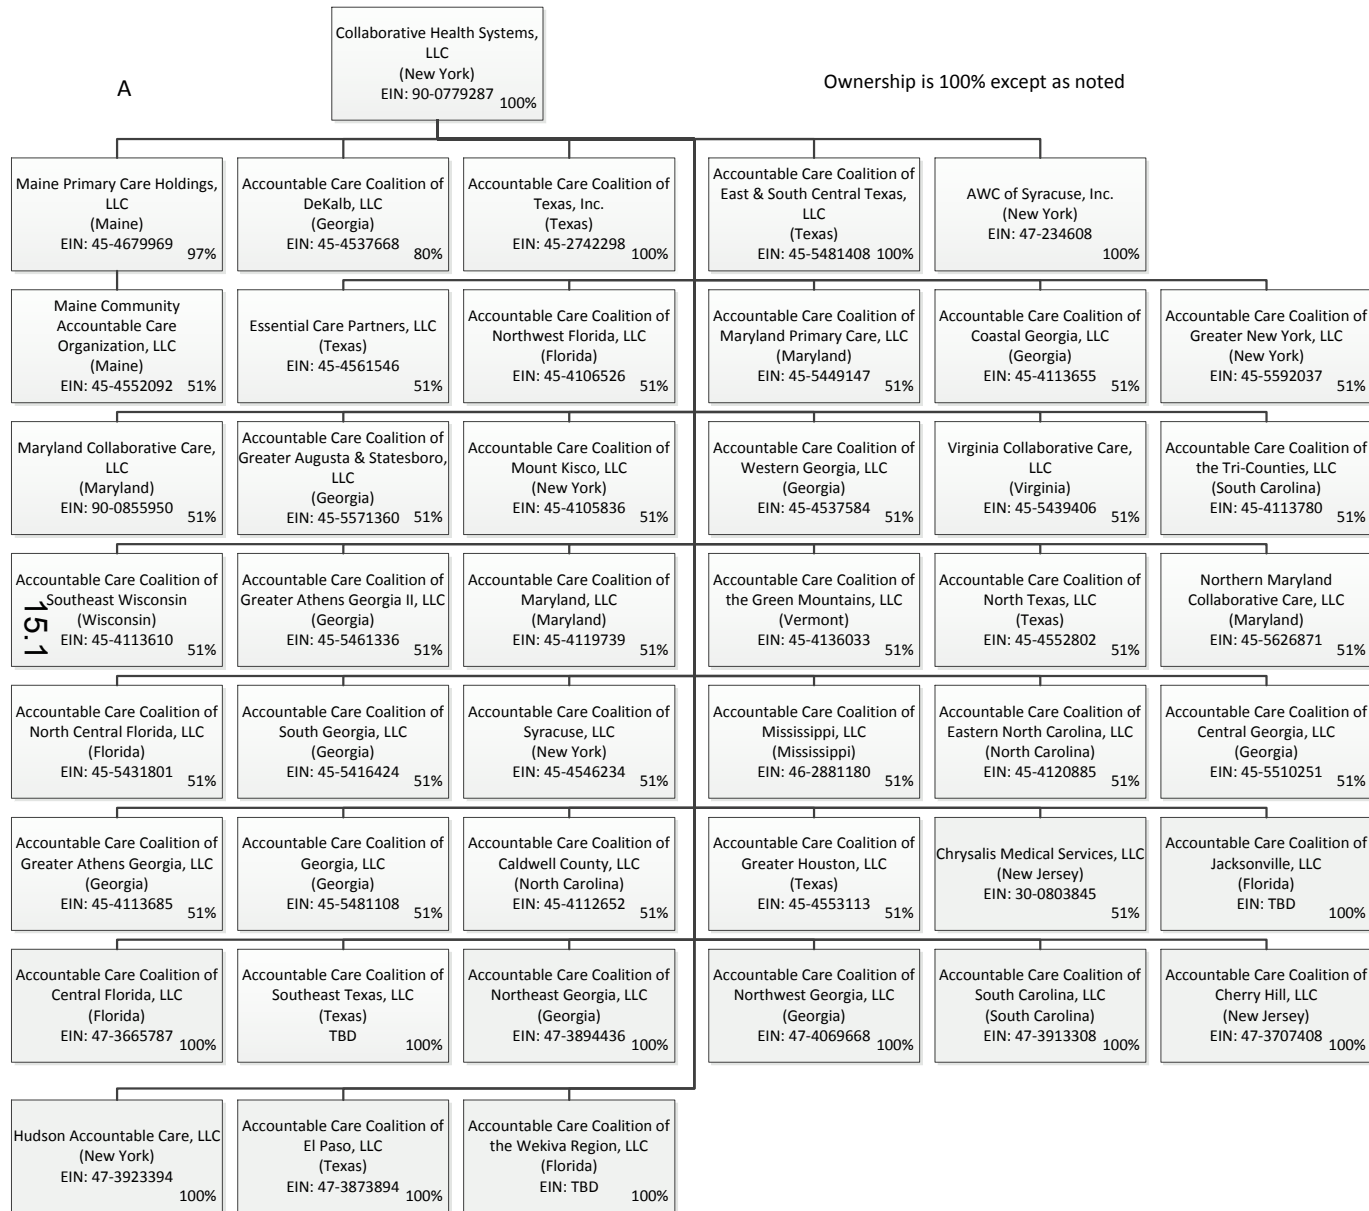 Collaborative Health Systems,
LLC
(New York)
EIN: 90-0779287
100%
A
Ownership is 100% except as noted
Maine Primary Care Holdings,
LLC
(Maine)
EIN: 45-4679969
97%
Accountable Care Coalition of
DeKalb, LLC
(Georgia)
EIN: 45-4537668
80%
Accountable Care Coalition of
Texas, Inc.
(Texas)
EIN: 45-2742298
100%
Accountable Care Coalition of
East & South Central Texas,
LLC
(Texas)
EIN: 45-5481408 100%
AWC of Syracuse, Inc.
(New York)
EIN: 47-234608
100%
Maine Community
Accountable Care
Organization, LLC
(Maine)
EIN: 45-4552092 51%
Essential Care Partners, LLC
(Texas)
EIN: 45-4561546
51%
Accountable Care Coalition of
Northwest Florida, LLC
(Florida)
EIN: 45-4106526
51%
Accountable Care Coalition of
Maryland Primary Care, LLC
(Maryland)
EIN: 45-5449147
51%
Accountable Care Coalition of
Coastal Georgia, LLC
(Georgia)
EIN: 45-4113655
51%
Accountable Care Coalition of
Greater New York, LLC
(New York)
EIN: 45-5592037
51%
Maryland Collaborative Care,
LLC
(Maryland)
EIN: 90-0855950
51%
Accountable Care Coalition of
Greater Augusta & Statesboro,
LLC
(Georgia)
EIN: 45-5571360 51%
Accountable Care Coalition of
Mount Kisco, LLC
(New York)
EIN: 45-4105836
51%
Accountable Care Coalition of
Western Georgia, LLC
(Georgia)
EIN: 45-4537584
51%
Virginia Collaborative Care,
LLC
(Virginia)
EIN: 45-5439406
51%
Accountable Care Coalition of
the Tri-Counties, LLC
(South Carolina)
EIN: 45-4113780
51%
Accountable Care Coalition of
Southeast Wisconsin
(Wisconsin)
EIN: 45-4113610
51%
15.1
Accountable Care Coalition of
Greater Athens Georgia II, LLC
(Georgia)
EIN: 45-5461336
51%
Accountable Care Coalition of
Maryland, LLC
(Maryland)
EIN: 45-4119739
51%
Accountable Care Coalition of
the Green Mountains, LLC
(Vermont)
EIN: 45-4136033
51%
Accountable Care Coalition of
North Texas, LLC
(Texas)
EIN: 45-4552802
51%
Northern Maryland
Collaborative Care, LLC
(Maryland)
EIN: 45-5626871
51%
Accountable Care Coalition of
North Central Florida, LLC
(Florida)
EIN: 45-5431801
51%
Accountable Care Coalition of
South Georgia, LLC
(Georgia)
EIN: 45-5416424
51%
Accountable Care Coalition of
Syracuse, LLC
(New York)
EIN: 45-4546234
51%
Accountable Care Coalition of
Mississippi, LLC
(Mississippi)
EIN: 46-2881180
51%
Accountable Care Coalition of
Eastern North Carolina, LLC
(North Carolina)
EIN: 45-4120885
51%
Accountable Care Coalition of
Central Georgia, LLC
(Georgia)
EIN: 45-5510251
51%
Accountable Care Coalition of
Greater Athens Georgia, LLC
(Georgia)
EIN: 45-4113685
51%
Accountable Care Coalition of
Georgia, LLC
(Georgia)
EIN: 45-5481108
51%
Accountable Care Coalition of
Caldwell County, LLC
(North Carolina)
EIN: 45-4112652
51%
Accountable Care Coalition of
Greater Houston, LLC
(Texas)
EIN: 45-4553113
51%
Chrysalis Medical Services, LLC
(New Jersey)
EIN: 30-0803845
51%
Accountable Care Coalition of
Jacksonville, LLC
(Florida)
EIN: TBD
100%
Accountable Care Coalition of
Central Florida, LLC
(Florida)
EIN: 47-3665787
100%
Accountable Care Coalition of
Southeast Texas, LLC
(Texas)
TBD
100%
Accountable Care Coalition of
Northeast Georgia, LLC
(Georgia)
EIN: 47-3894436
100%
Accountable Care Coalition of
Northwest Georgia, LLC
(Georgia)
EIN: 47-4069668
100%
Accountable Care Coalition of
South Carolina, LLC
(South Carolina)
EIN: 47-3913308
100%
Accountable Care Coalition of
Cherry Hill, LLC
(New Jersey)
EIN: 47-3707408
100%
Hudson Accountable Care, LLC
(New York)
EIN: 47-3923394
100%
Accountable Care Coalition of
El Paso, LLC
(Texas)
EIN: 47-3873894
100%
Accountable Care Coalition of
the Wekiva Region, LLC
(Florida)
EIN: TBD
100%